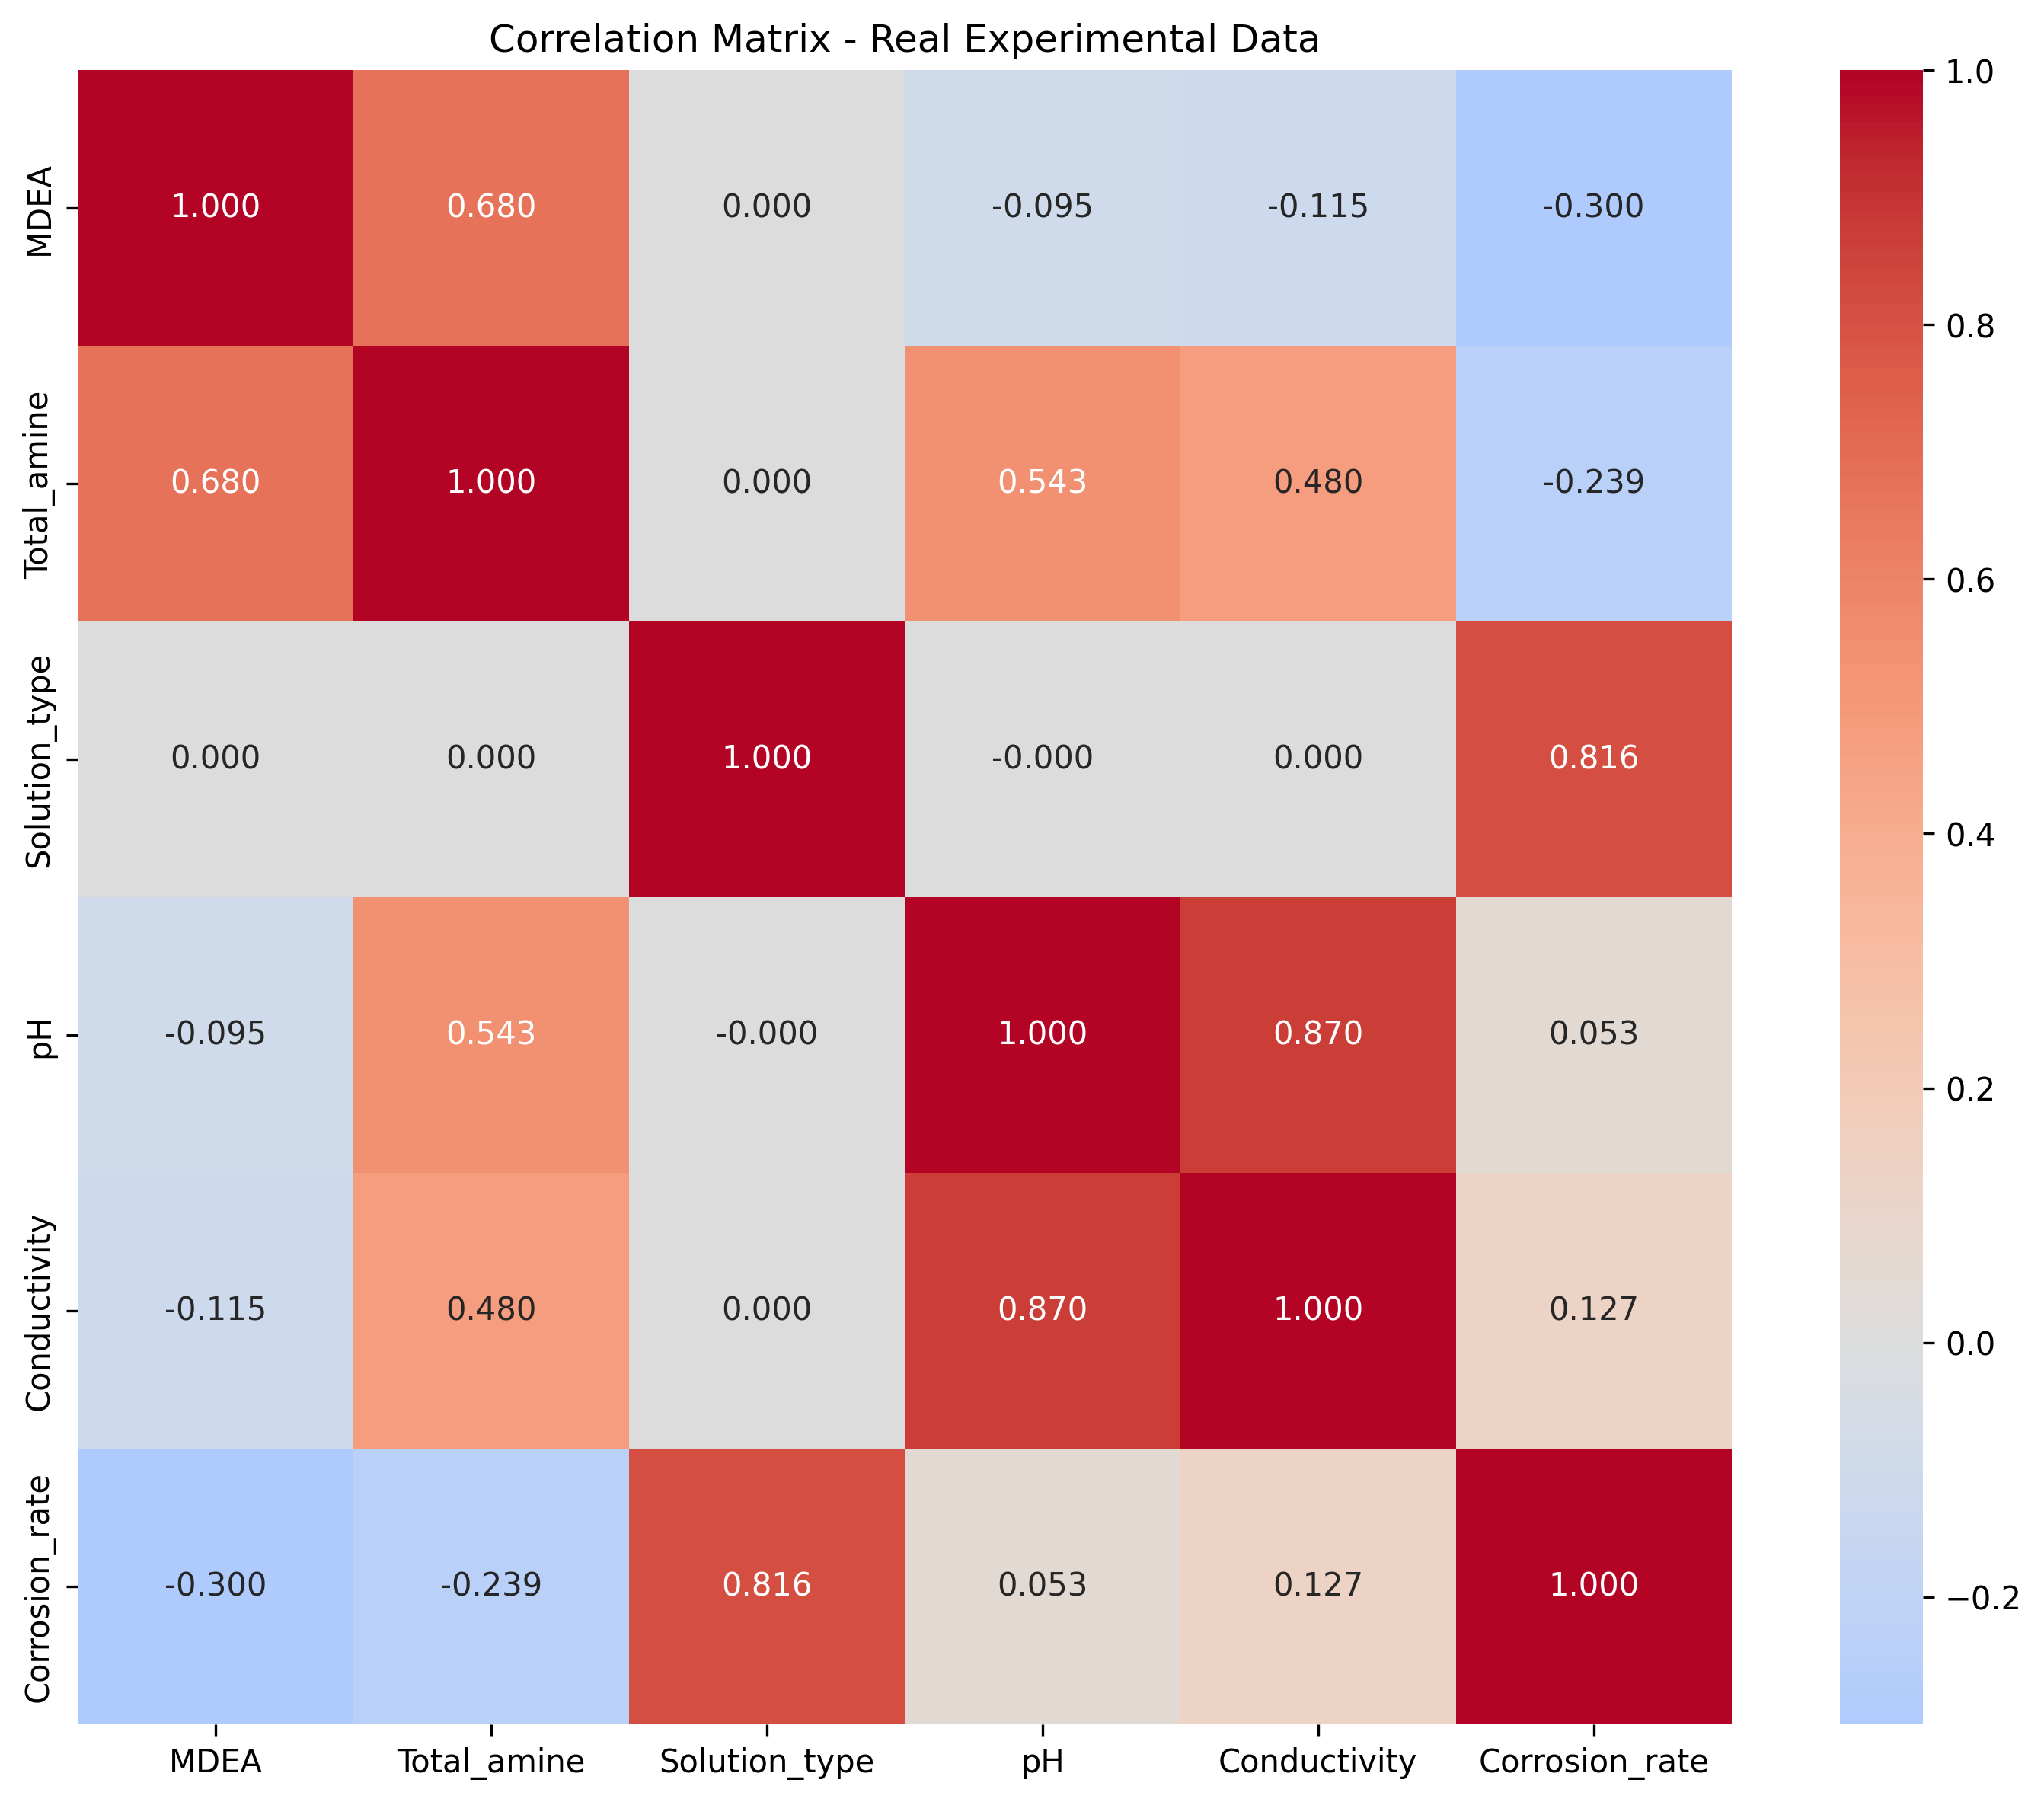 Correlation Matrix - Real Experimental Data
MDEA 1.000 0.680 0.000 -0.095 -0.115 -0.300
Total_amine 0.680 1.000 0.000 0.543 0.480 -0.239
Solution_type 0.000 0.000 1.000 -0.000 0.000 0.816
pH -0.095 0.543 -0.000 1.000 0.870 0.053
Conductivity -0.115 0.480 0.000 0.870 1.000 0.127
Corrosion_rate -0.300 -0.239 0.816 0.053 0.127 1.000
MDEA Total_amine Solution_type pH Conductivity Corrosion_rate
1.0
0.8
0.6
0.4
0.2
0.0
−0.2